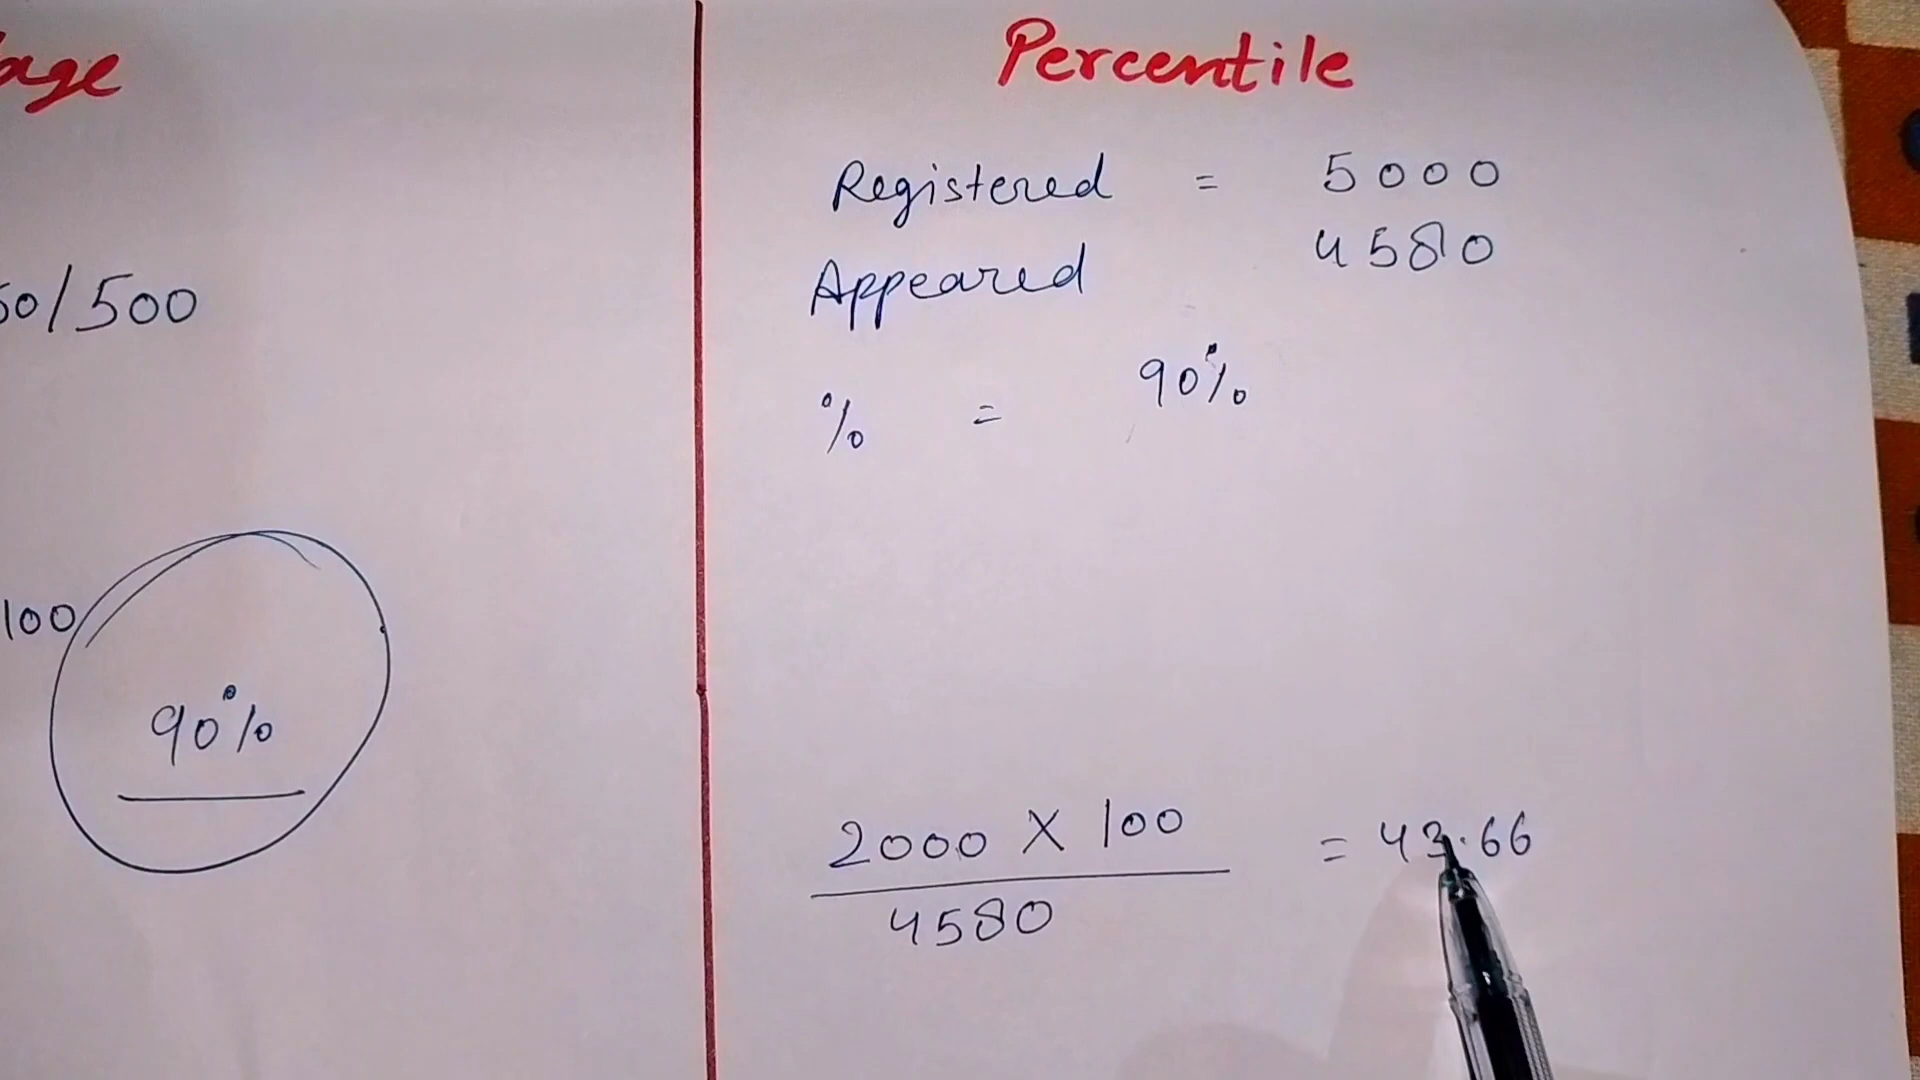 age
50/500
100
90%
Percentile
Registered = 5000
Appeared 4580
% = 90%
2000 X 100
4580
= 43.66